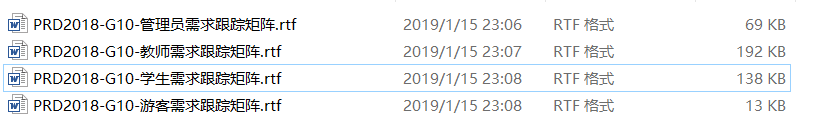 PRD2018-G10-管理员需求跟踪矩阵.rtf 2019/1/15 23:06 RTF 格式 69 KB
PRD2018-G10-教师需求跟踪矩阵.rtf 2019/1/15 23:07 RTF 格式 192 KB
PRD2018-G10-学生需求跟踪矩阵.rtf 2019/1/15 23:08 RTF 格式 138 KB
PRD2018-G10-游客需求跟踪矩阵.rtf 2019/1/15 23:08 RTF 格式 13 KB